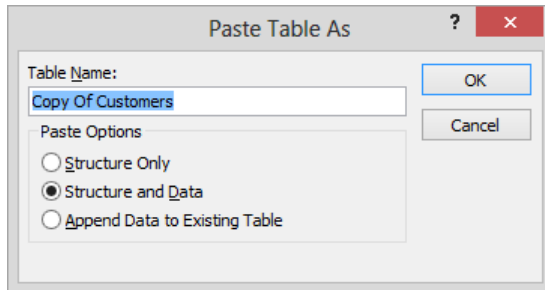 Paste Table As
?
×
Table Name:
OK
Copy Of Customers
Cancel
Paste Options
Structure Only
Structure and Data
Append Data to Existing Table